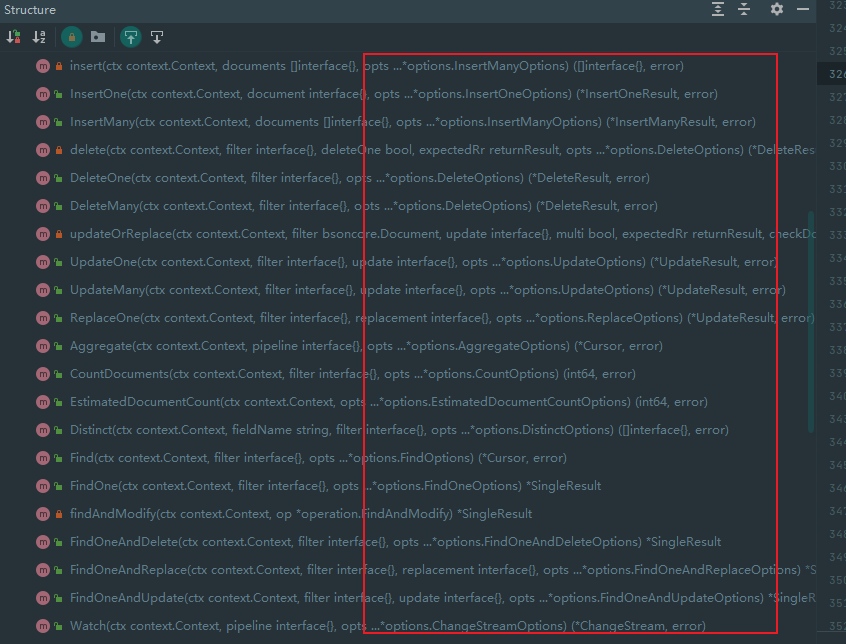 Structure
insert(ctx context.Context, documents []interface{}, opts ...*options.InsertManyOptions) ([]interface{}, error)
InsertOne(ctx context.Context, document interface{}, opts ...*options.InsertOneOptions) (*InsertOneResult, error)
InsertMany(ctx context.Context, documents []interface{}, opts ...*options.InsertManyOptions) (*InsertManyResult, error)
delete(ctx context.Context, filter interface{}, deleteOne bool, expectedRr returnResult, opts ...*options.DeleteOptions) (*DeleteRes
DeleteOne(ctx context.Context, filter interface{}, opts ...*options.DeleteOptions) (*DeleteResult, error)
DeleteMany(ctx context.Context, filter interface{}, opts ...*options.DeleteOptions) (*DeleteResult, error)
updateOrReplace(ctx context.Context, filter bsoncore.Document, update interface{}, multi bool, expectedRr returnResult, checkDo
UpdateOne(ctx context.Context, filter interface{}, update interface{}, opts ...*options.UpdateOptions) (*UpdateResult, error)
UpdateMany(ctx context.Context, filter interface{}, update interface{}, opts ...*options.UpdateOptions) (*UpdateResult, error)
ReplaceOne(ctx context.Context, filter interface{}, replacement interface{}, opts ...*options.ReplaceOptions) (*UpdateResult, error)
Aggregate(ctx context.Context, pipeline interface{}, opts ...*options.AggregateOptions) (*Cursor, error)
CountDocuments(ctx context.Context, filter interface{}, opts ...*options.CountOptions) (int64, error)
EstimatedDocumentCount(ctx context.Context, opts ...*options.EstimatedDocumentCountOptions) (int64, error)
Distinct(ctx context.Context, fieldName string, filter interface{}, opts ...*options.DistinctOptions) ([]interface{}, error)
Find(ctx context.Context, filter interface{}, opts ...*options.FindOptions) (*Cursor, error)
FindOne(ctx context.Context, filter interface{}, opts ...*options.FindOneOptions) *SingleResult
findAndModify(ctx context.Context, op *operation.FindAndModify) *SingleResult
FindOneAndDelete(ctx context.Context, filter interface{}, opts ...*options.FindOneAndDeleteOptions) *SingleResult
FindOneAndReplace(ctx context.Context, filter interface{}, replacement interface{}, opts ...*options.FindOneAndReplaceOptions) *S
FindOneAndUpdate(ctx context.Context, filter interface{}, update interface{}, opts ...*options.FindOneAndUpdateOptions) *SingleR
Watch(ctx context.Context, pipeline interface{}, opts ...*options.ChangeStreamOptions) (*ChangeStream, error)